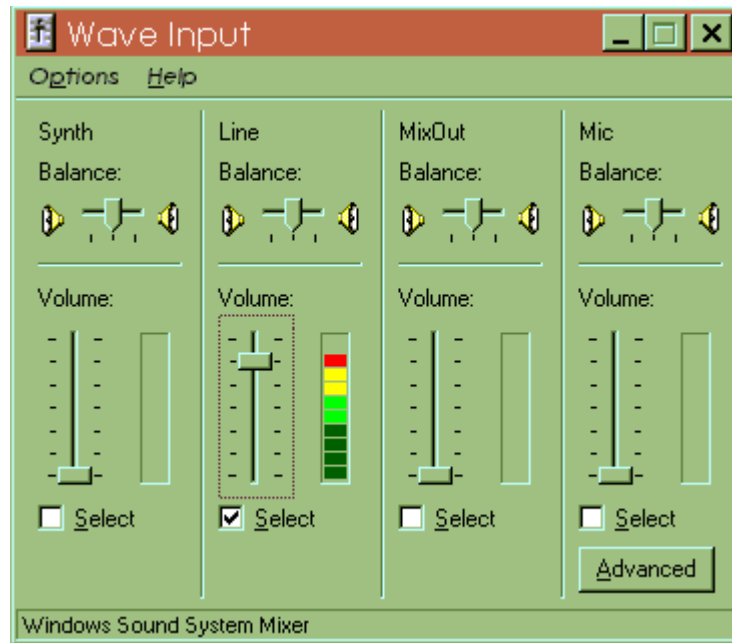 Wave Input
Options Help
Synth Line MixOut Mic
Balance: Balance: Balance: Balance:
Volume: Volume: Volume: Volume:
Select Select Select Select
Advanced
Windows Sound System Mixer